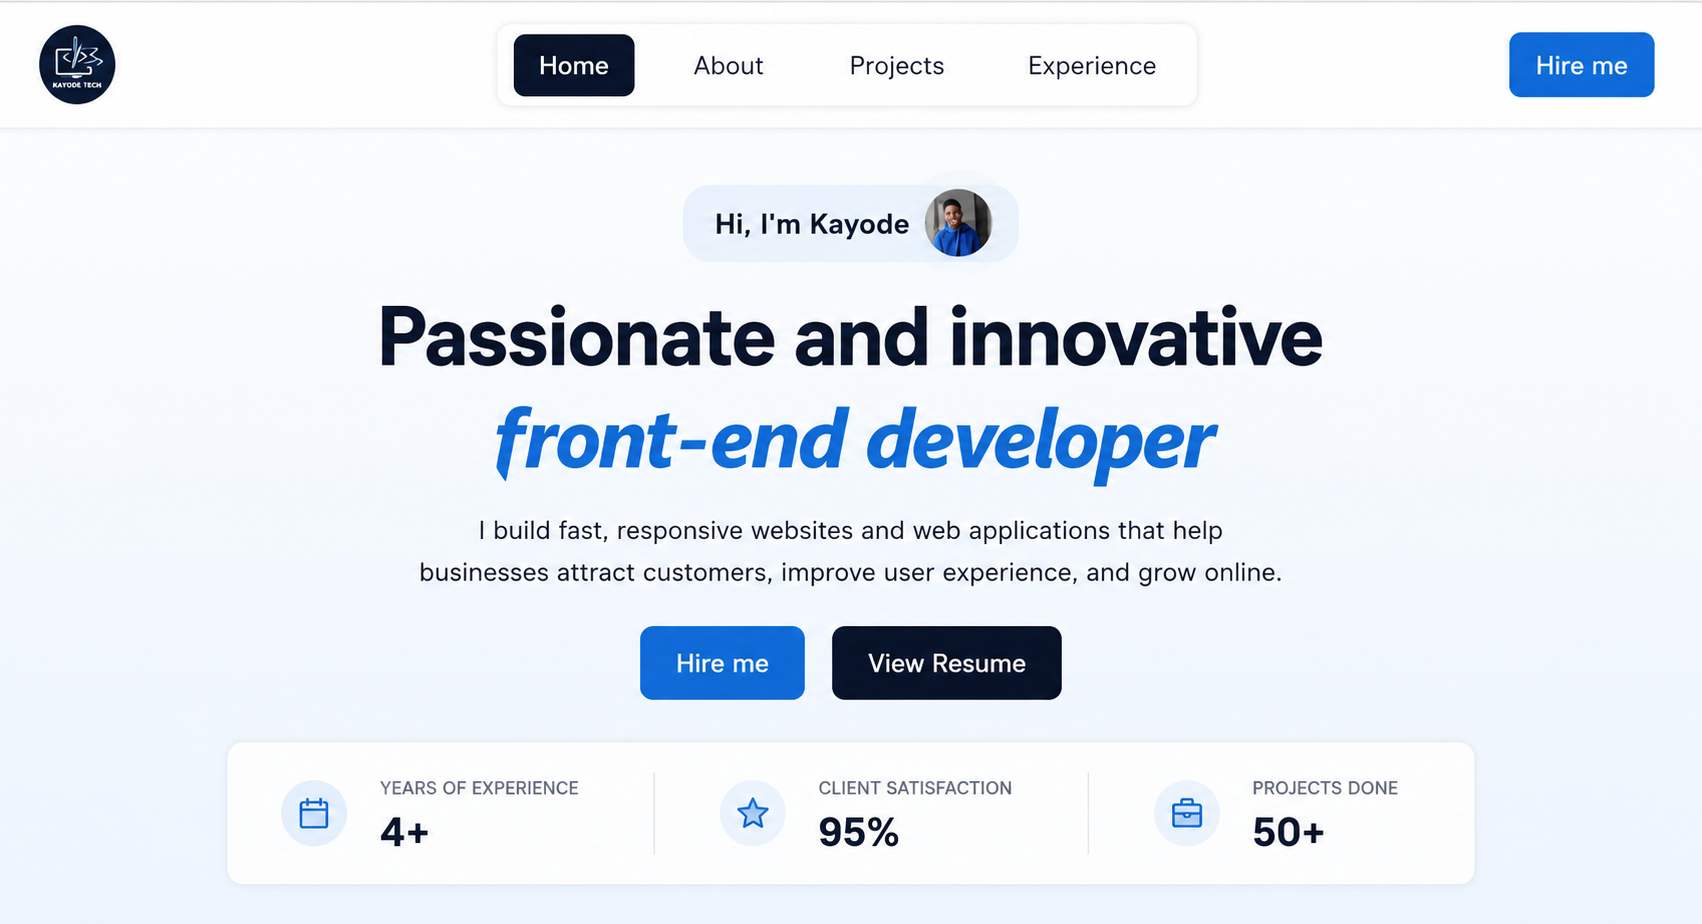 </>
KAYODE TECH
Home
About
Projects
Experience
Hire me
Hi, I'm Kayode
Passionate and innovative
front-end developer
I build fast, responsive websites and web applications that help
businesses attract customers, improve user experience, and grow online.
Hire me
View Resume
YEARS OF EXPERIENCE
4+
CLIENT SATISFACTION
95%
PROJECTS DONE
50+